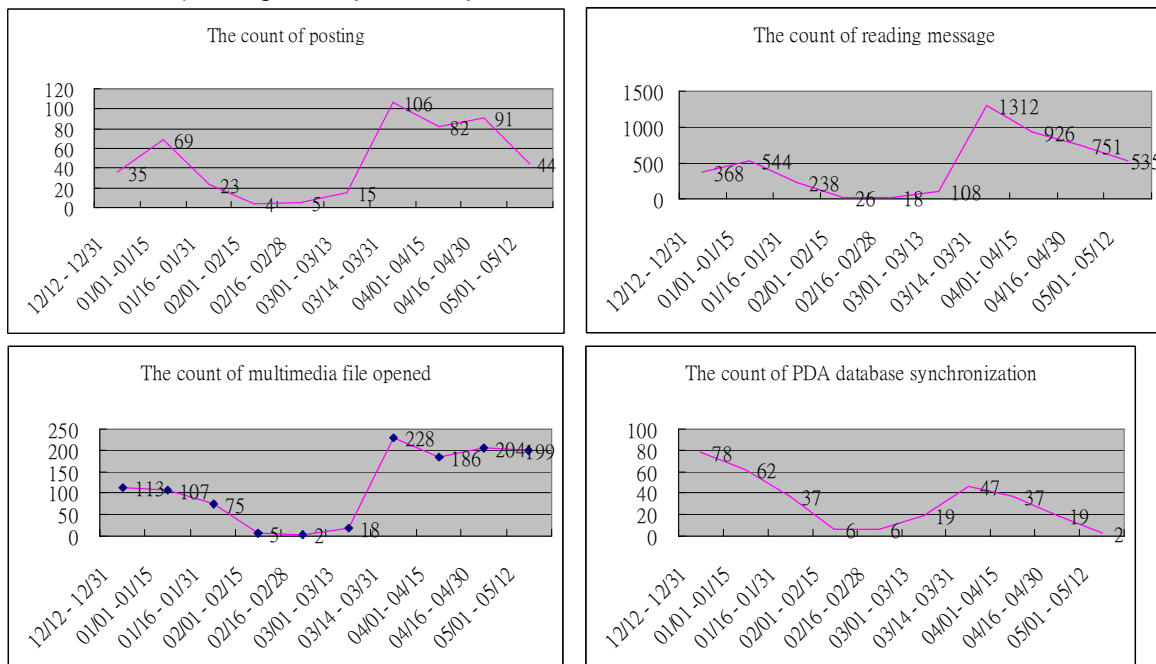 The count of posting
120
100
80
60
40
20
0
35
69
23
4
5
15
106
82
91
44
12/12 - 12/31
01/01 -01/15
01/16 - 01/31
02/01 - 02/15
02/16 - 02/28
03/01 - 03/13
03/14 - 03/31
04/01 - 04/15
04/16 - 04/30
05/01 - 05/12
The count of reading message
1500
1000
500
0
368
544
238
26
18
108
1312
926
751
535
12/12 - 12/31
01/01 -01/15
01/16 - 01/31
02/01 - 02/15
02/16 - 02/28
03/01 - 03/13
03/14 - 03/31
04/01 - 04/15
04/16 - 04/30
05/01 - 05/12
The count of multimedia file opened
250
200
150
100
50
0
113
107
75
5
2
18
228
186
204
199
12/12 - 12/31
01/01 -01/15
01/16 - 01/31
02/01 - 02/15
02/16 - 02/28
03/01 - 03/13
03/14 - 03/31
04/01 - 04/15
04/16 - 04/30
05/01 - 05/12
The count of PDA database synchronization
100
80
60
40
20
0
78
62
37
6
6
19
47
37
19
2
12/12 - 12/31
01/01 -01/15
01/16 - 01/31
02/01 - 02/15
02/16 - 02/28
03/01 - 03/13
03/14 - 03/31
04/01 - 04/15
04/16 - 04/30
05/01 - 05/12